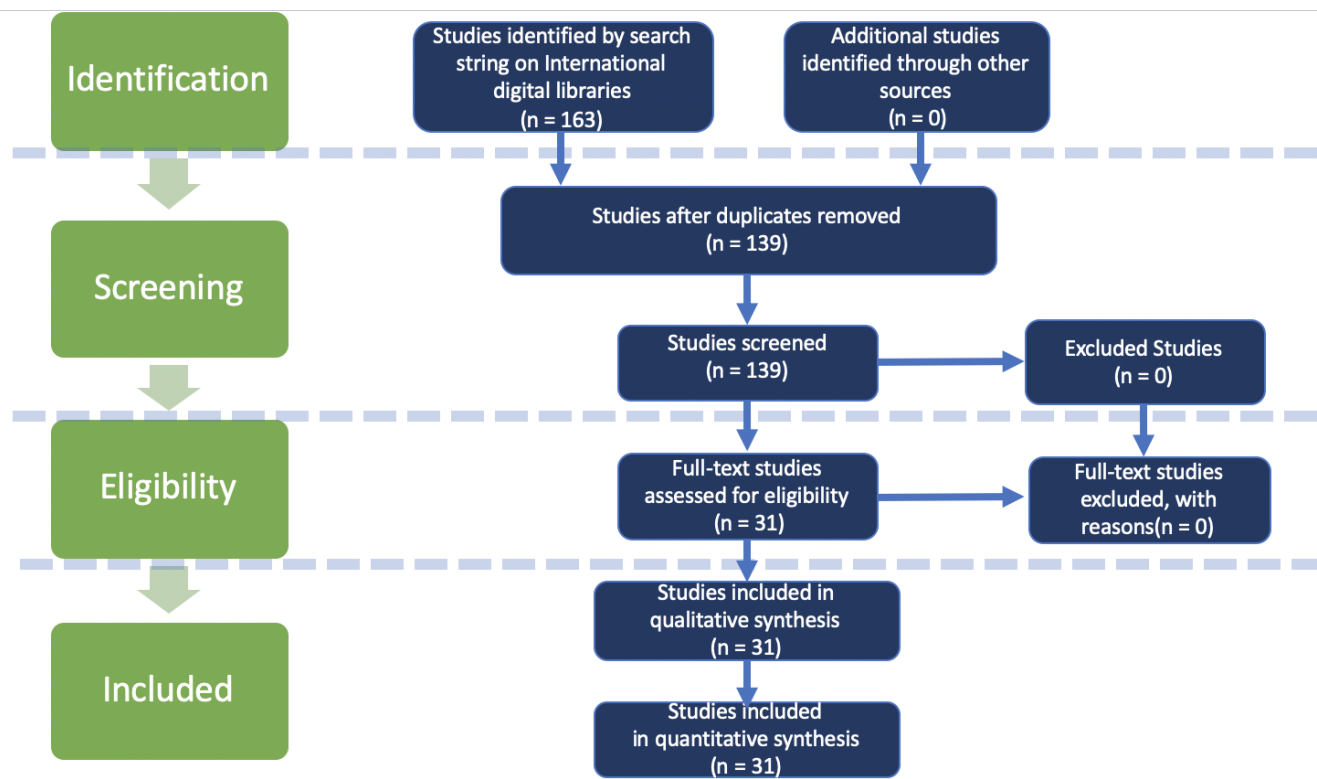 Identification
Studies identified by search
string on International
digital libraries
(n = 163)
Additional studies
identified through other
sources
(n = 0)
Studies after duplicates removed
(n = 139)
Screening
Studies screened
(n = 139)
Excluded Studies
(n = 0)
Eligibility
Full-text studies
assessed for eligibility
(n = 31)
Full-text studies
excluded, with
reasons(n = 0)
Studies included in
qualitative synthesis
(n = 31)
Included
Studies included
in quantitative synthesis
(n = 31)